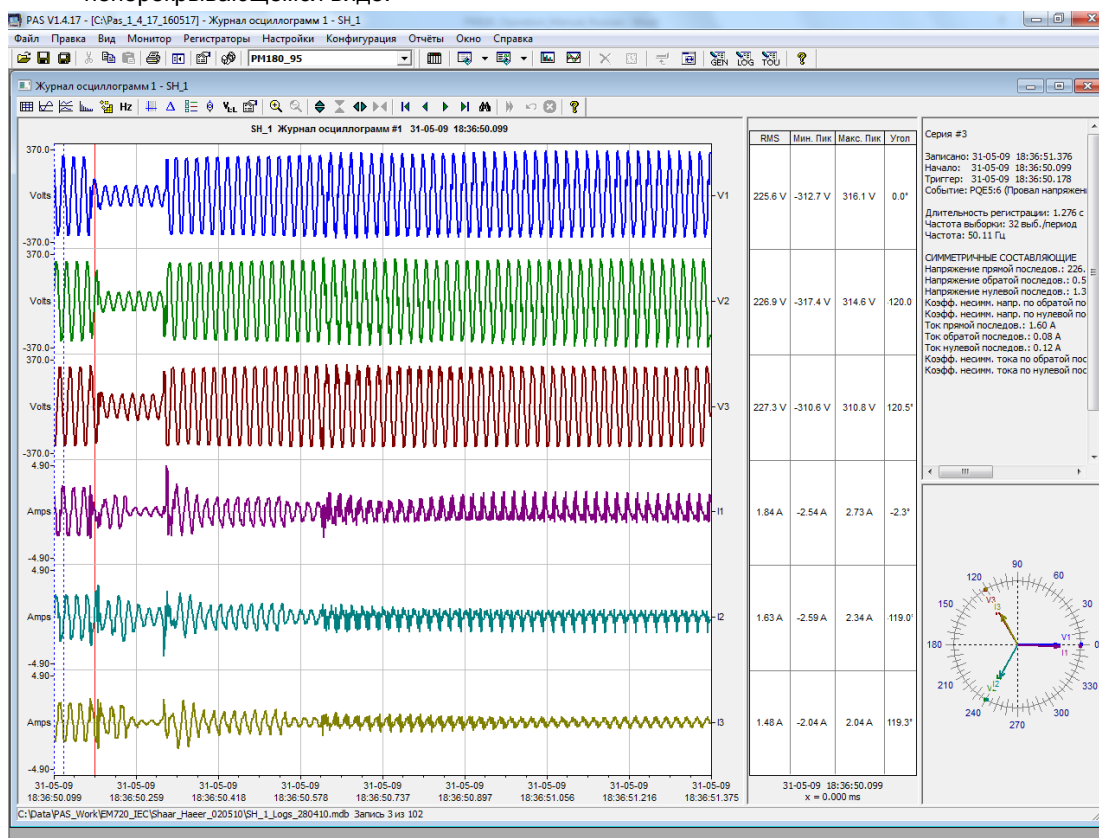 неперекрывающемся виде.
PAS V1.4.17 - [C:\Pas_1_4_17_160517] - Журнал осциллограмм 1 - SH_1
Файл Правка Вид Монитор Регистраторы Настройки Конфигурация Отчёты Окно Справка
PM180_95
GEN LOG TOU
Журнал осциллограмм 1 - SH_1
Hz
SH_1 Журнал осциллограмм #1 31-05-09 18:36:50.099
RMS Мин. Пик Макс. Пик Угол
370.0
Volts
-370.0
V1
225.6 V -312.7 V 316.1 V 0.0°
370.0
Volts
-370.0
V2
226.9 V -317.4 V 314.6 V 120.0
370.0
Volts
-370.0
V3
227.3 V -310.6 V 310.8 V 120.5°
4.90
Amps
-4.90
I1
1.84 A -2.54 A 2.73 A -2.3°
4.90
Amps
-4.90
I2
1.63 A -2.59 A 2.34 A 119.0°
4.90
Amps
-4.90
I3
1.48 A -2.04 A 2.04 A 119.3°
31-05-09 31-05-09 31-05-09 31-05-09 31-05-09 31-05-09 31-05-09 31-05-09 31-05-09
18:36:50.099 18:36:50.259 18:36:50.418 18:36:50.578 18:36:50.737 18:36:50.897 18:36:51.056 18:36:51.216 18:36:51.375
31-05-09 18:36:50.099
x = 0.000 ms
Серия #3
Записано: 31-05-09 18:36:51.376
Начало: 31-05-09 18:36:50.099
Триггер: 31-05-09 18:36:50.178
Событие: PQE5:6 (Провал напряжен
Длительность регистрации: 1.276 с
Частота выборки: 32 выб./период
Частота: 50.11 Гц
СИММЕТРИЧНЫЕ СОСТАВЛЯЮЩИЕ
Напряжение прямой последов.: 226.
Напряжение обратой последов.: 0.5
Напряжение нулевой последов.: 1.3
Коэфф. несимм. напр. по обратой по
Коэфф. несимм. напр. по нулевой по
Ток прямой последов.: 1.60 А
Ток обратой последов.: 0.08 А
Ток нулевой последов.: 0.12 А
Коэфф. несимм. тока по обратой пос
Коэфф. несимм. тока по нулевой пос
90
120 60
150 30
180 0
210 330
240 300
270
V3 I3
V1
I1
I2
C:\Data\PAS_Work\EM720_IEC\Shaar_Haeer_020510\SH_1_Logs_280410.mdb Запись 3 из 102